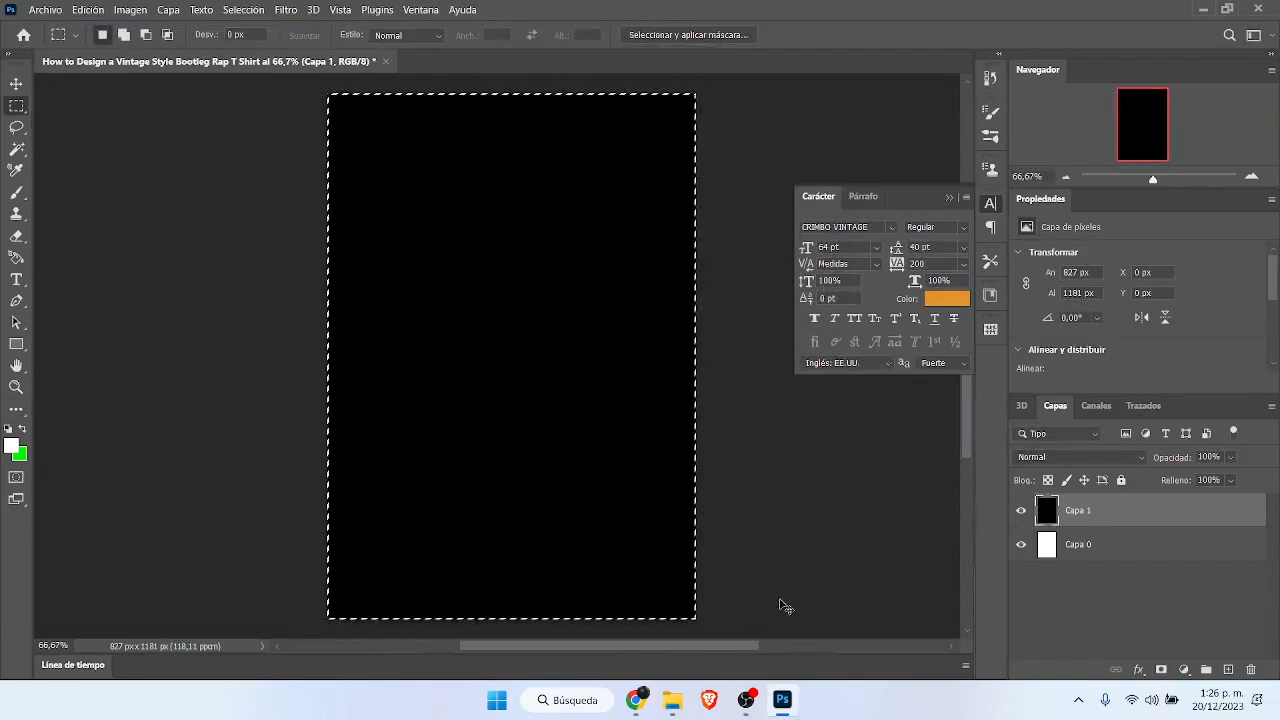 Ps Archivo Edición Imagen Capa Texto Selección Filtro 3D Vista Plugins Ventana Ayuda
Desv.: 0 px Suavizar Estilo: Normal Anch.: Alt.: Seleccionar y aplicar máscara...
How to Design a Vintage Style Bootleg Rap T Shirt al 66,7% (Capa 1, RGB/8) *
Navegador
66,67%
Carácter Párrafo
CRIMBO VINTAGE Regular
64 pt 40 pt
Medidas 200
100% 100%
0 pt Color:
Inglés: EE.UU. aa Fuerte
Propiedades
Capa de píxeles
Transformar
An 827 px X 0 px
Al 1181 px Y 0 px
0,00°
Alinear y distribuir
Alinear:
3D Capas Canales Trazados
Tipo
Normal Opacidad: 100%
Bloq.: Relleno: 100%
Capa 1
Capa 0
66,67% 827 px x 1181 px (118,11 ppcm)
Línea de tiempo
Búsqueda
Ps
1:26 p. m.
20/12/2023